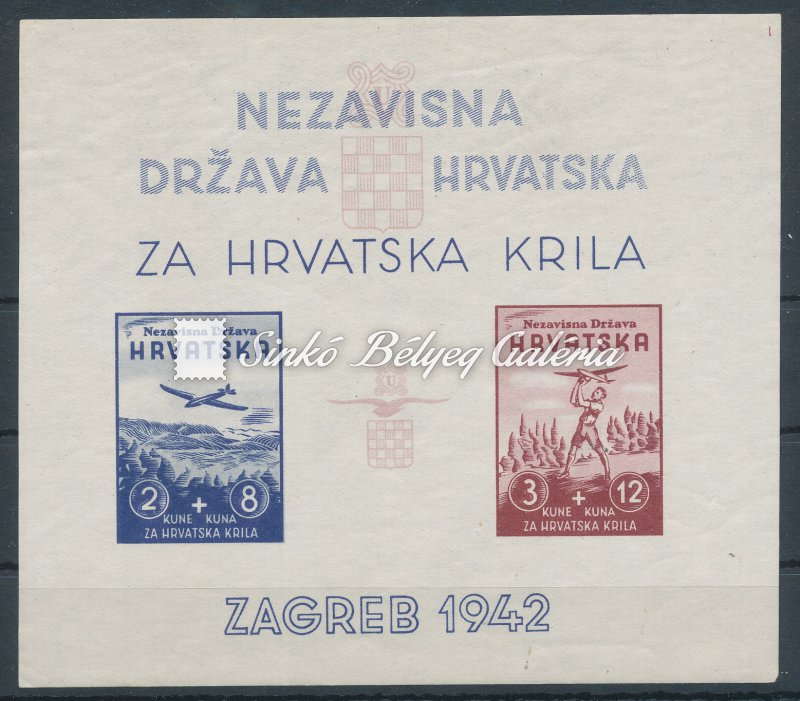 U
NEZAVISNA
DRŽAVA HRVATSKA
ZA HRVATSKA KRILA
Nezavisna Država
HRVATSKA
2 + 8
KUNE KUNA
ZA HRVATSKA KRILA
Sinkó Bélyeg Galéria
U
Nezavisna Država
HRVATSKA
3 + 12
KUNE KUNA
ZA HRVATSKA KRILA
ZAGREB 1942